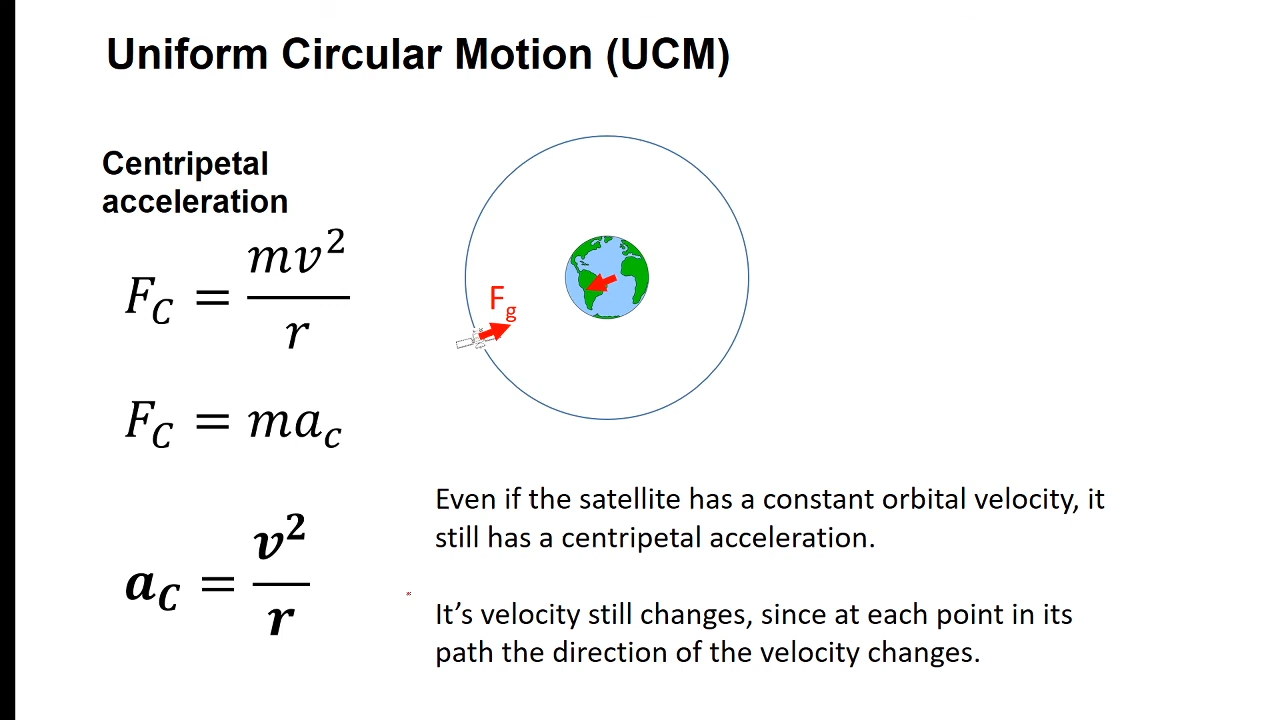 Uniform Circular Motion (UCM)
Centripetal
acceleration
F_C = mv²/r
F_g
F_C = ma_c
a_C = v²/r
Even if the satellite has a constant orbital velocity, it
still has a centripetal acceleration.
It’s velocity still changes, since at each point in its
path the direction of the velocity changes.